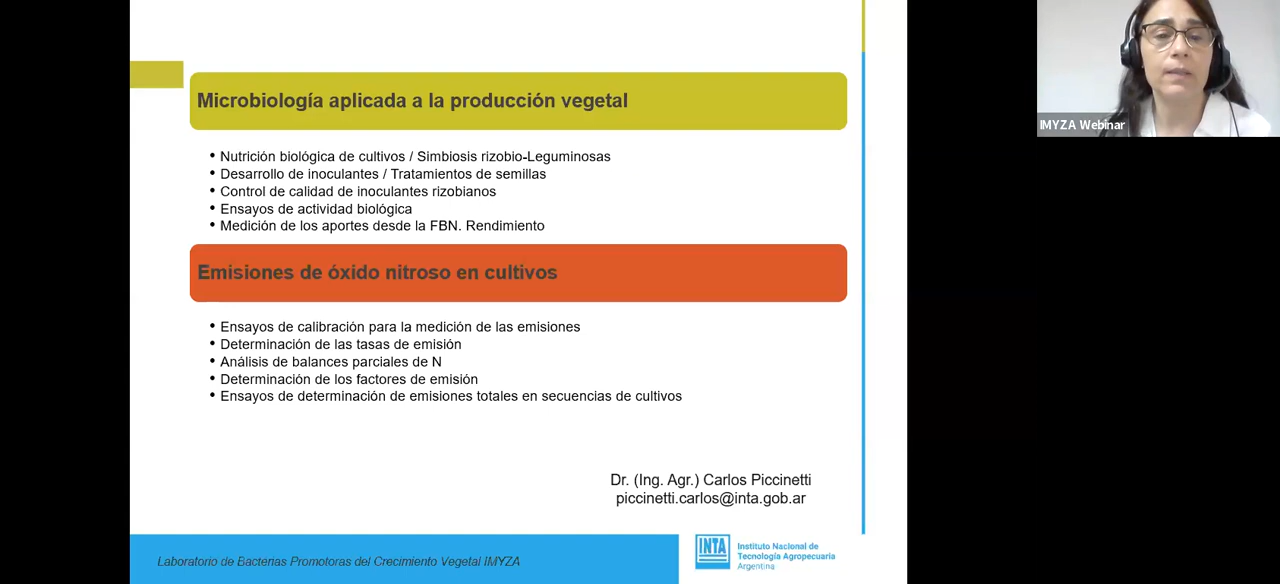 Microbiología aplicada a la producción vegetal
• Nutrición biológica de cultivos / Simbiosis rizobio-Leguminosas
• Desarrollo de inoculantes / Tratamientos de semillas
• Control de calidad de inoculantes rizobianos
• Ensayos de actividad biológica
• Medición de los aportes desde la FBN. Rendimiento
Emisiones de óxido nitroso en cultivos
• Ensayos de calibración para la medición de las emisiones
• Determinación de las tasas de emisión
• Análisis de balances parciales de N
• Determinación de los factores de emisión
• Ensayos de determinación de emisiones totales en secuencias de cultivos
Dr. (Ing. Agr.) Carlos Piccinetti
piccinetti.carlos@inta.gob.ar
Laboratorio de Bacterias Promotoras del Crecimiento Vegetal IMYZA
INTA
Instituto Nacional de
Tecnología Agropecuaria
Argentina
IMYZA Webinar